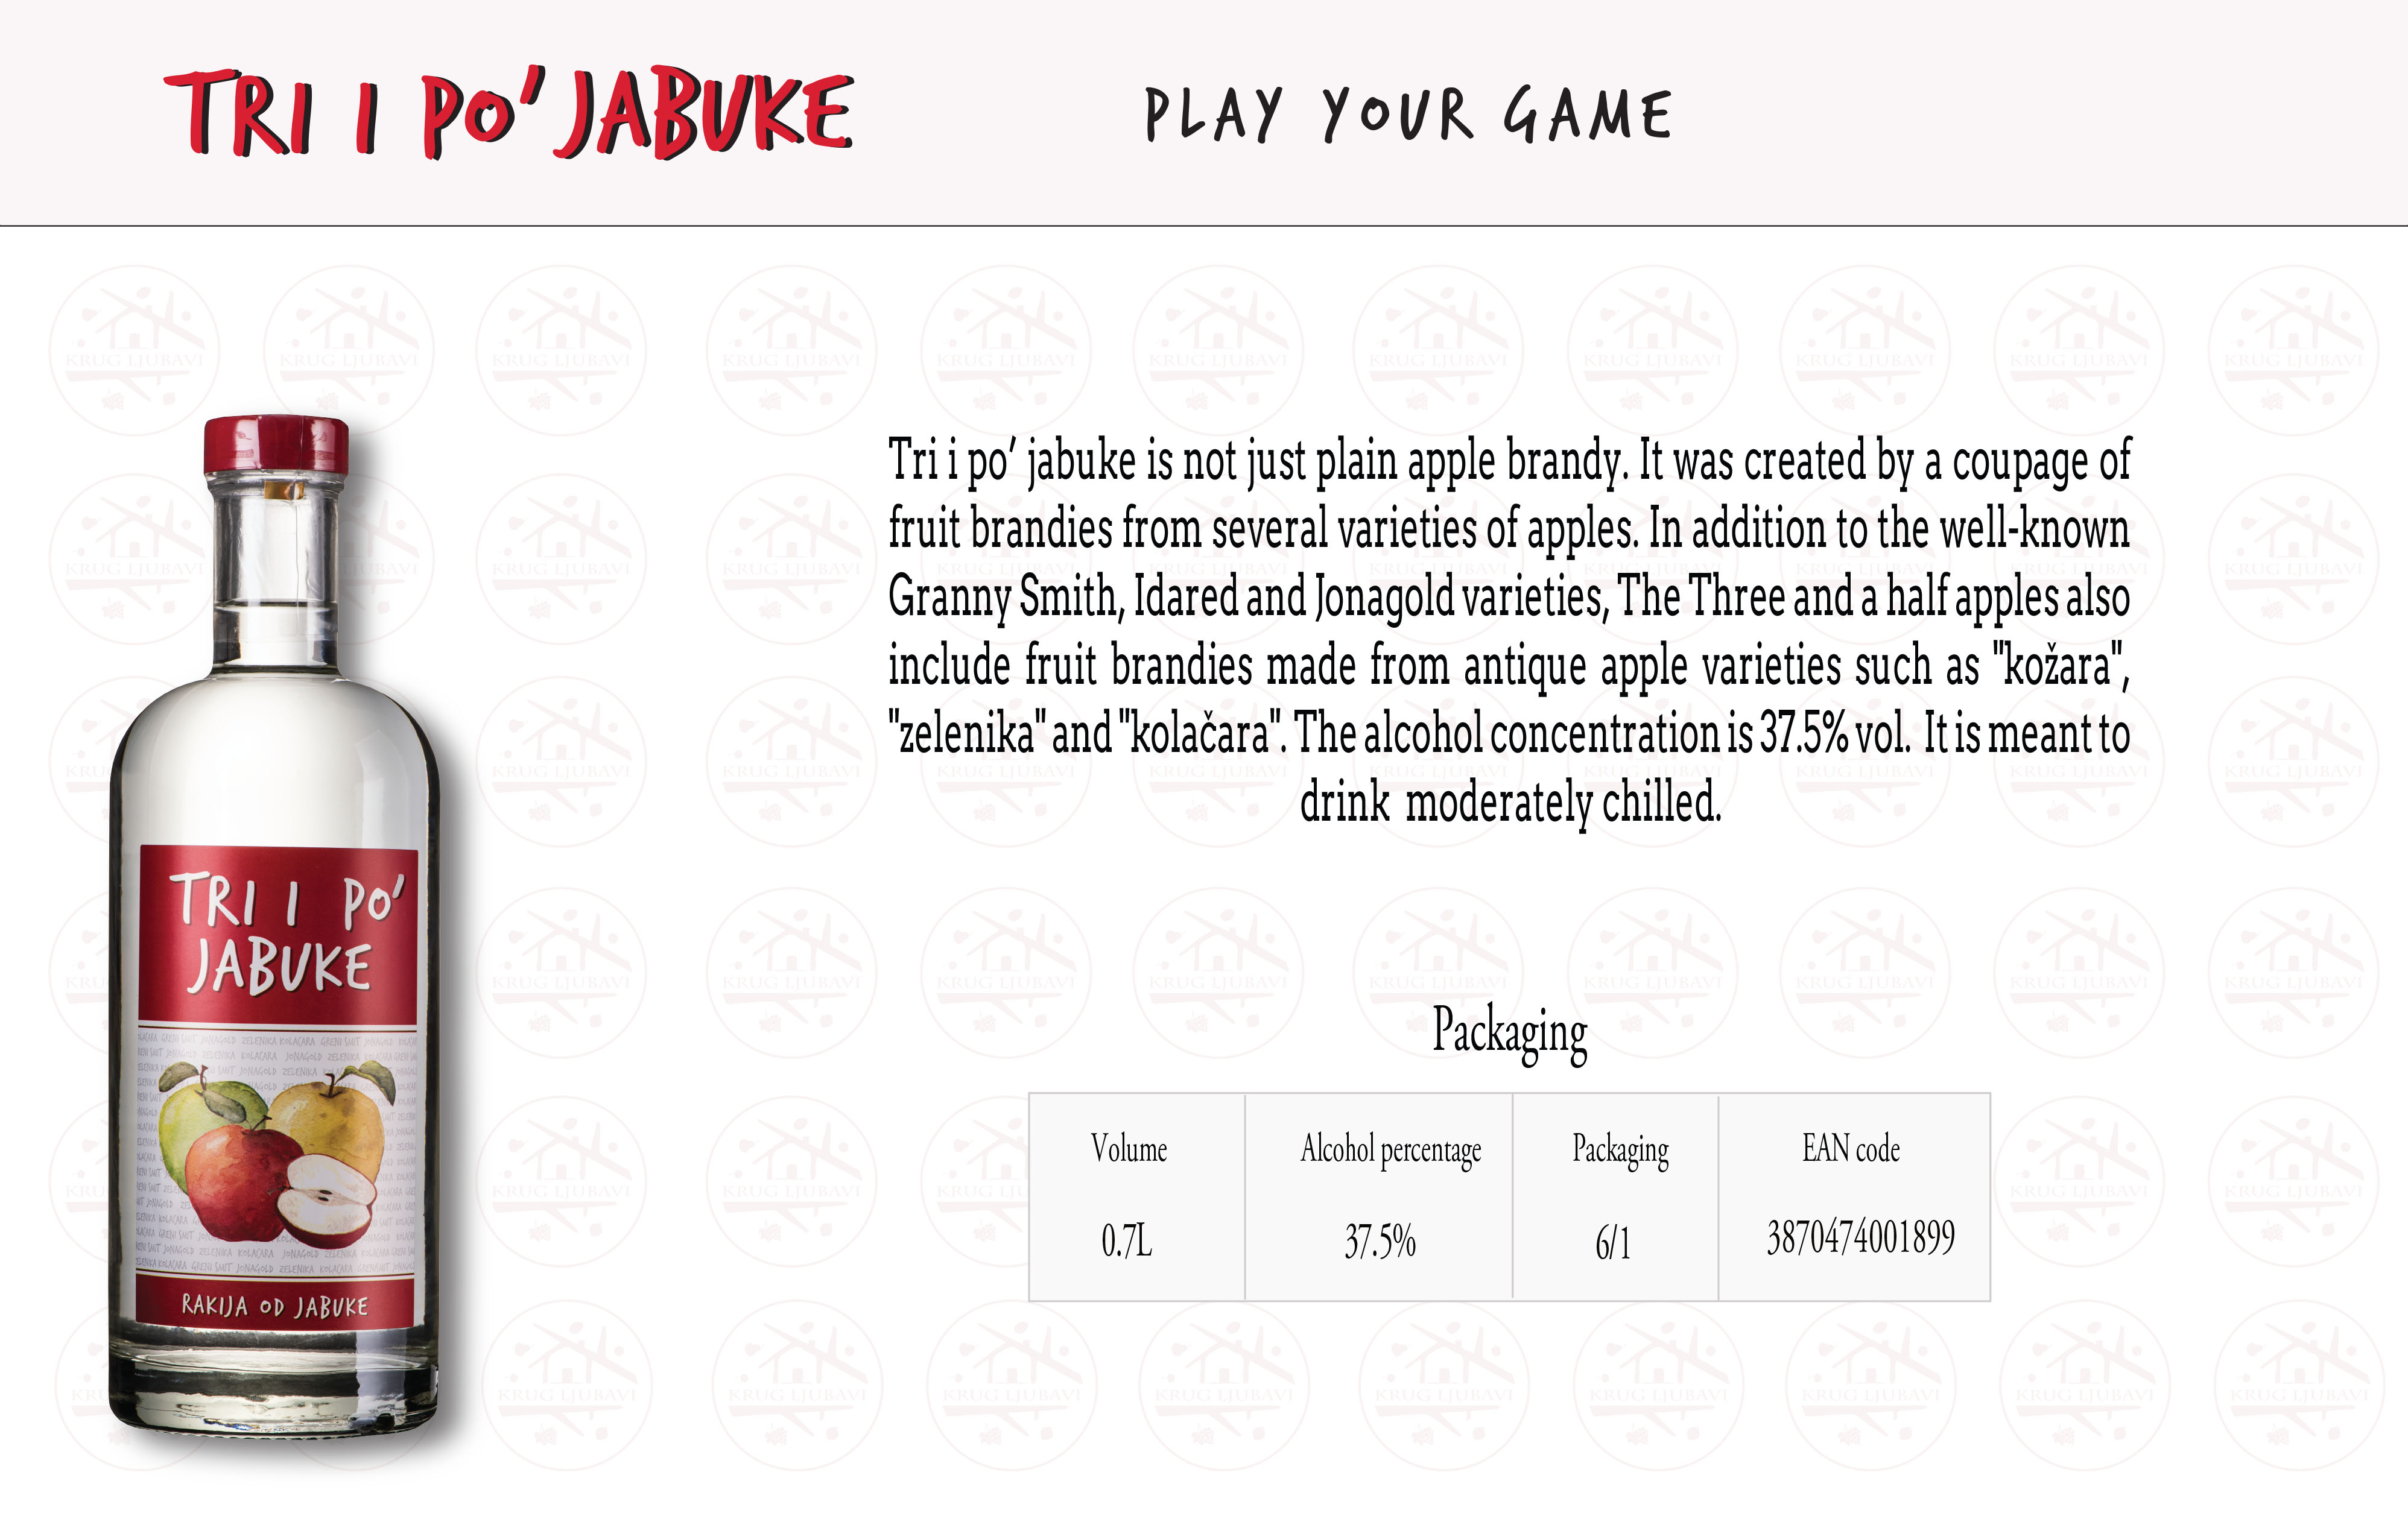 TRI I PO' JABUKE
PLAY YOUR GAME
Tri i po’ jabuke is not just plain apple brandy. It was created by a coupage of
fruit brandies from several varieties of apples. In addition to the well-known
Granny Smith, Idared and Jonagold varieties, The Three and a half apples also
include fruit brandies made from antique apple varieties such as "kožara",
"zelenika" and "kolačara". The alcohol concentration is 37.5% vol. It is meant to
drink moderately chilled.
TRI I PO'
JABUKE
RAKIJA OD JABUKE
Packaging
Volume Alcohol percentage Packaging EAN code
0.7L 37.5% 6/1 3870474001899
KRUG LJUBAVI